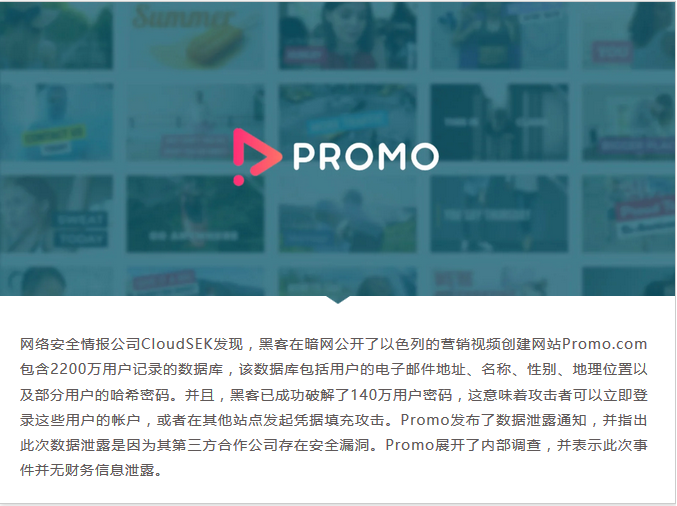 CONTACT US
YOU
PROMO
SWEAT
TODAY
GO ANYWHERE
网络安全情报公司CloudSEK发现，黑客在暗网公开了以色列的营销视频创建网站Promo.com
包含2200万用户记录的数据库，该数据库包括用户的电子邮件地址、名称、性别、地理位置以
及部分用户的哈希密码。并且，黑客已成功破解了140万用户密码，这意味着攻击者可以立即登
录这些用户的帐户，或者在其他站点发起凭据填充攻击。Promo发布了数据泄露通知，并指出
此次数据泄露是因为其第三方合作公司存在安全漏洞。Promo展开了内部调查，并表示此次事
件并无财务信息泄露。